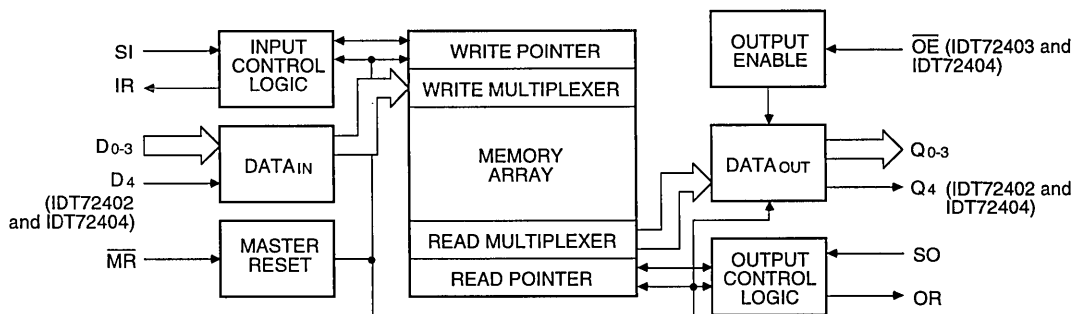 SI
IR
INPUT
CONTROL
LOGIC
WRITE POINTER
WRITE MULTIPLEXER
OUTPUT
ENABLE
OE (IDT72403 and
IDT72404)
D0-3
D4
(IDT72402
and IDT72404)
DATAIN
MEMORY
ARRAY
DATAOUT
Q0-3
Q4 (IDT72402 and
IDT72404)
MR
MASTER
RESET
READ MULTIPLEXER
READ POINTER
OUTPUT
CONTROL
LOGIC
SO
OR